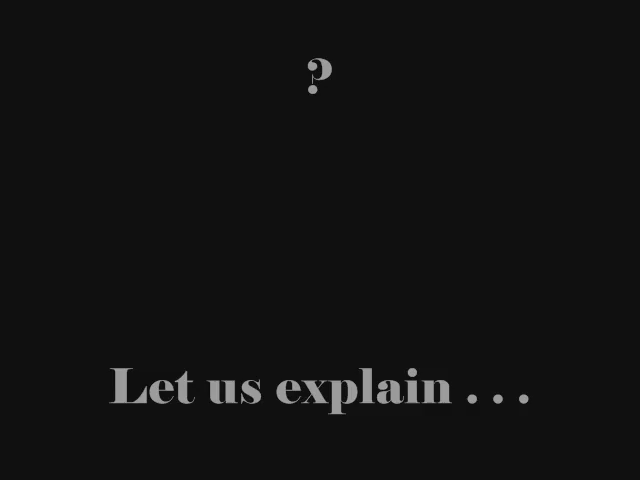 ?
Let us explain . . .